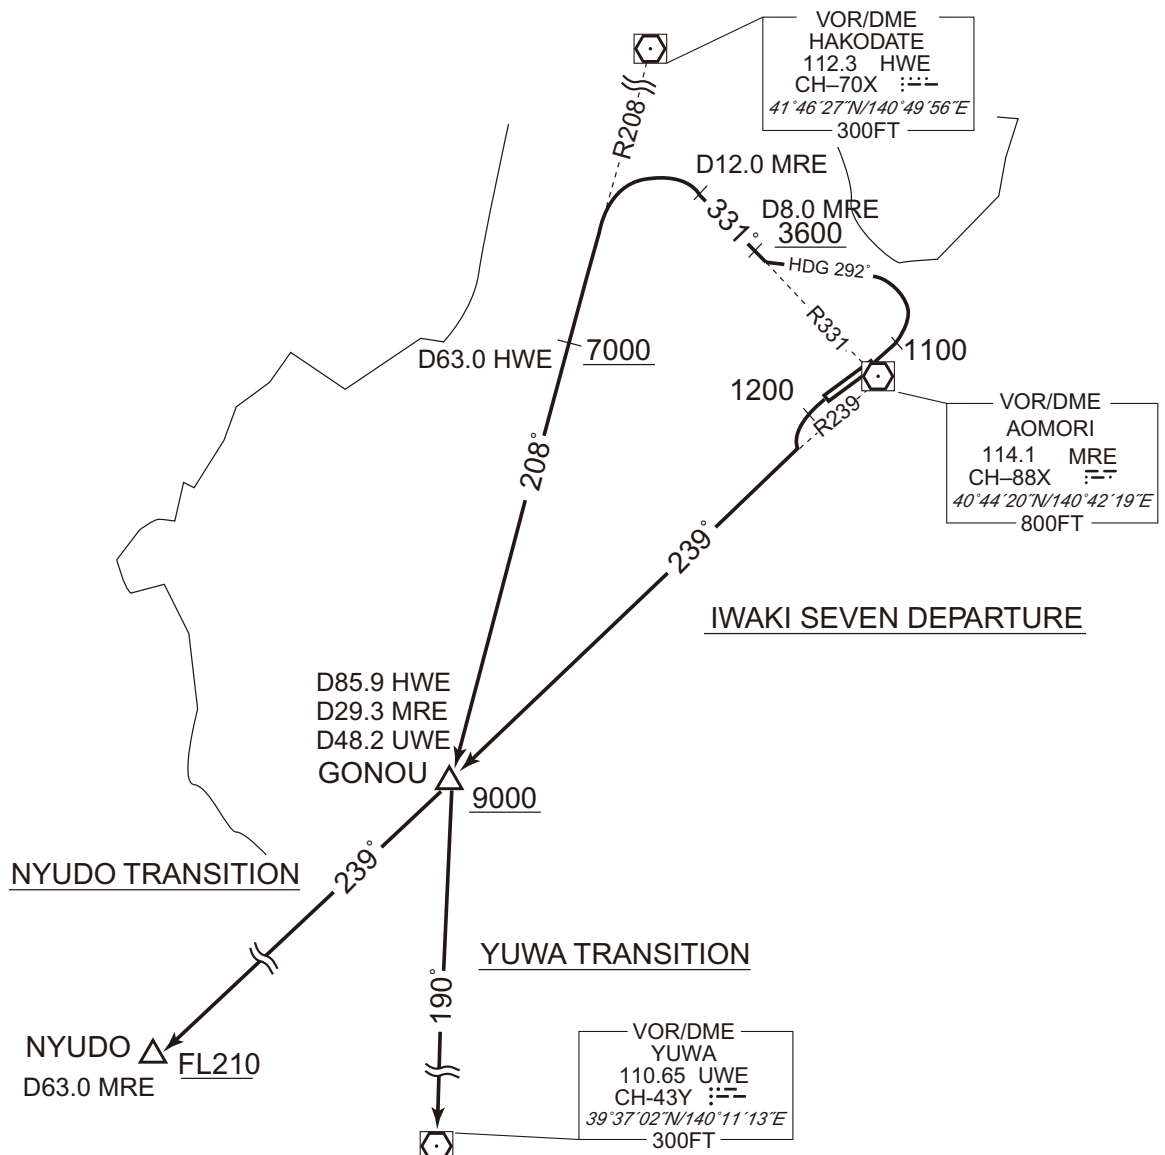 VOR/DME
HAKODATE
112.3 HWE
CH–70X
41°46´27˝N/140°49´56˝E
300FT
R208
D12.0 MRE
331°
D8.0 MRE
3600
HDG 292°
R331
1100
D63.0 HWE
7000
1200
R239
VOR/DME
AOMORI
114.1 MRE
CH–88X
40°44´20˝N/140°42´19˝E
800FT
208°
239°
IWAKI SEVEN DEPARTURE
D85.9 HWE
D29.3 MRE
D48.2 UWE
GONOU
9000
239°
NYUDO TRANSITION
YUWA TRANSITION
190°
NYUDO
FL210
D63.0 MRE
VOR/DME
YUWA
110.65 UWE
CH-43Y
39°37´02˝N/140°11´13˝E
300FT